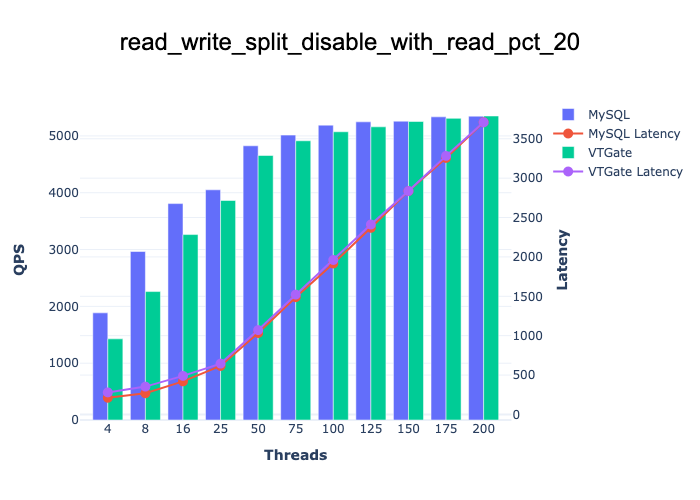 read_write_split_disable_with_read_pct_20
MySQL
MySQL Latency
VTGate
VTGate Latency
QPS
5000
4000
3000
2000
1000
0
Latency
3500
3000
2500
2000
1500
1000
500
0
4 8 16 25 50 75 100 125 150 175 200
Threads